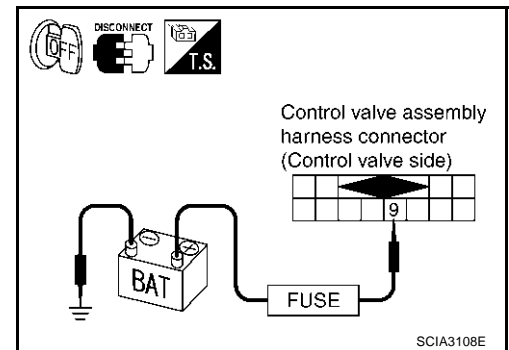 OFF
DISCONNECT
T.S.
Control valve assembly
harness connector
(Control valve side)
9
BAT
FUSE
SCIA3108E